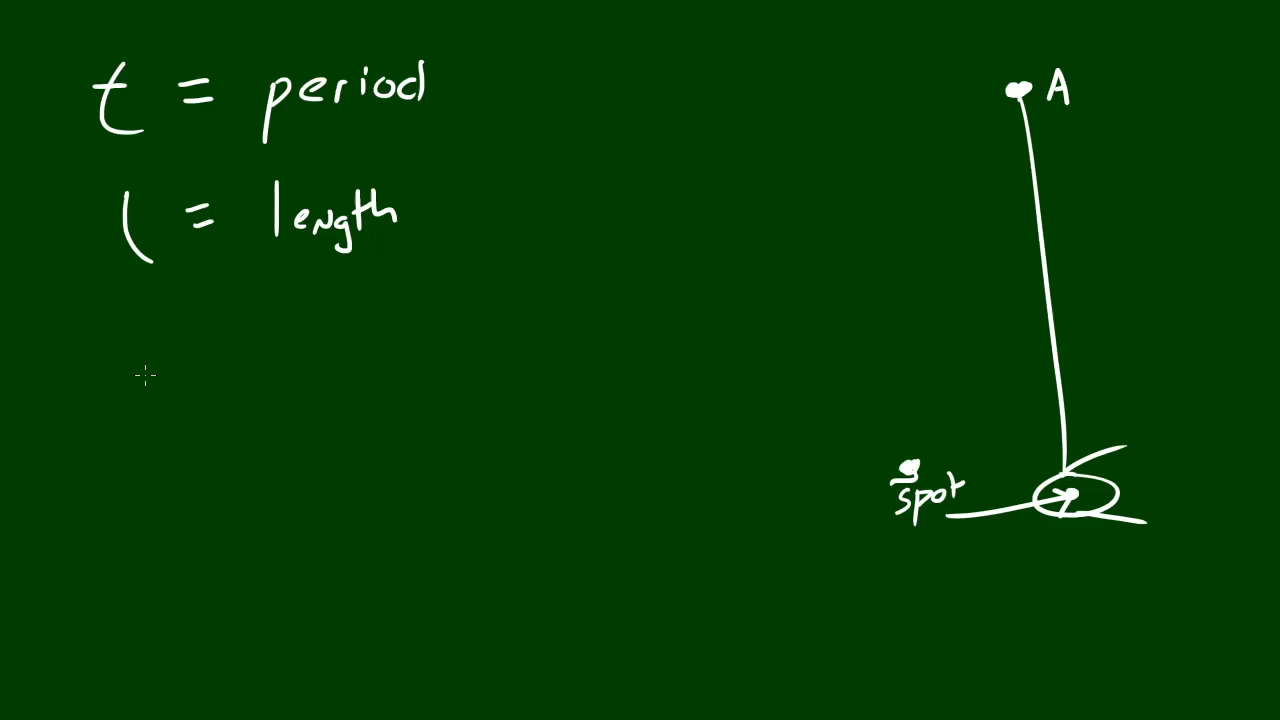 t = period
l = length
A
spot